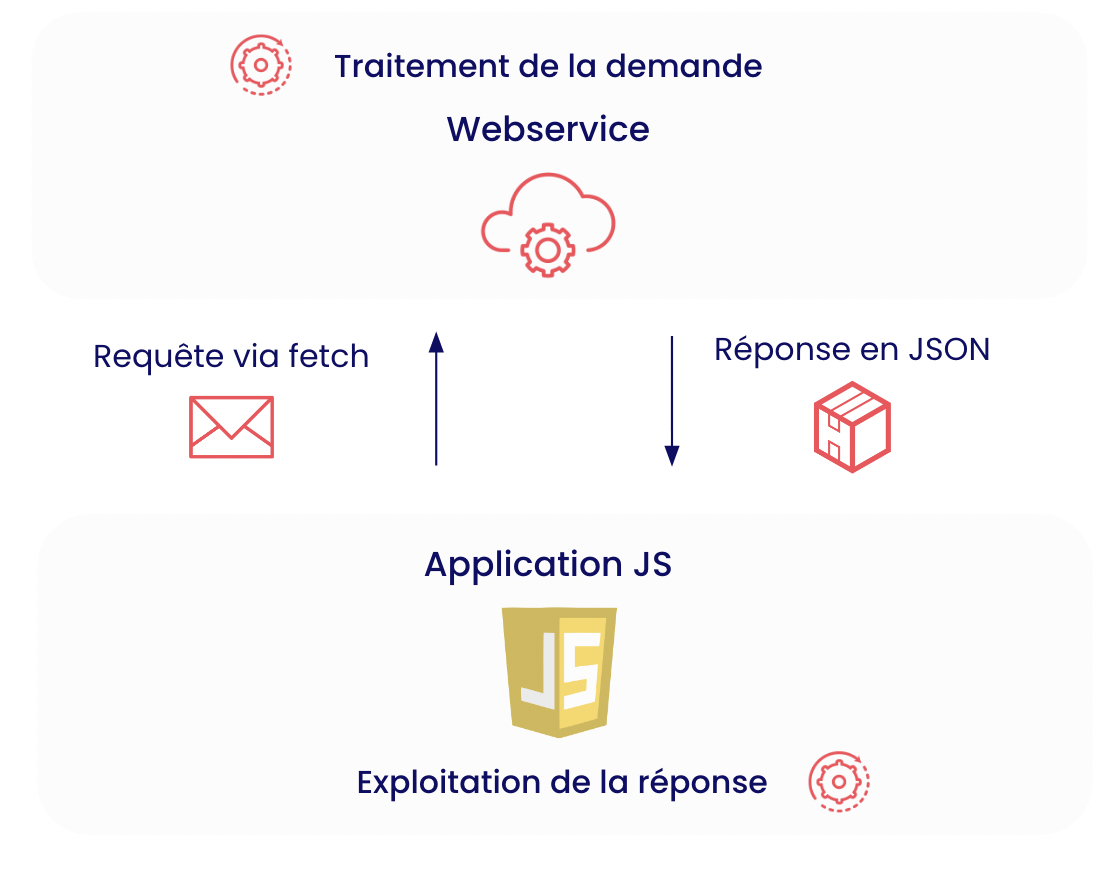 Traitement de la demande
Webservice
Requête via fetch
Réponse en JSON
Application JS
JS
Exploitation de la réponse